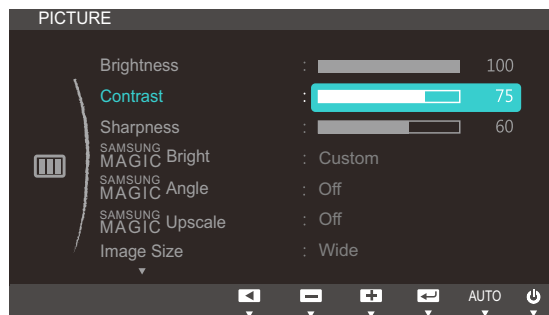 PICTURE
Brightness : 100
Contrast : 75
Sharpness : 60
SAMSUNG MAGIC Bright : Custom
SAMSUNG MAGIC Angle : Off
SAMSUNG MAGIC Upscale : Off
Image Size : Wide
AUTO